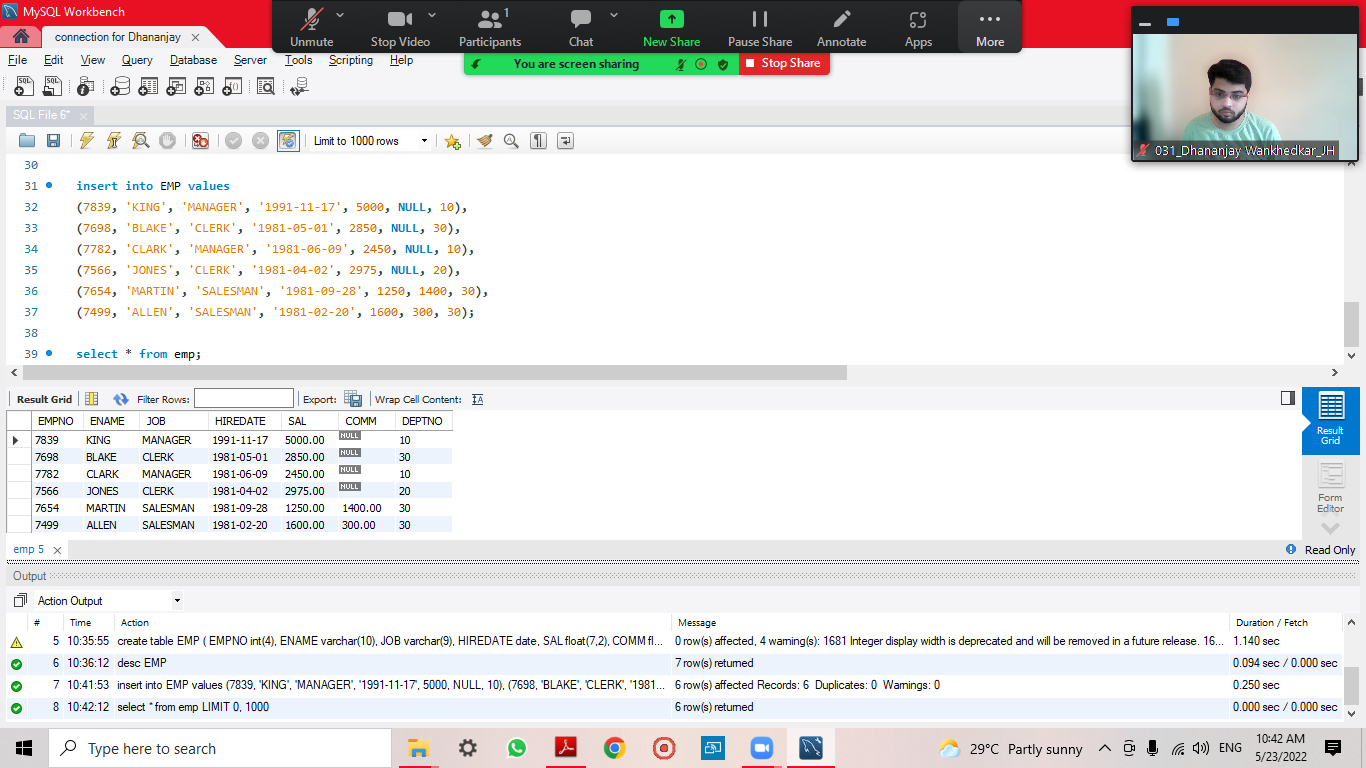 MySQL Workbench
connection for Dhananjay
Unmute
Stop Video
1
Participants
Chat
New Share
Pause Share
Annotate
Apps
More
You are screen sharing
Stop Share
File Edit View Query Database Server Tools Scripting Help
031_Dhananjay Wankhedkar_JH
SQL File 6*
Limit to 1000 rows
30
31 insert into EMP values
32 (7839, 'KING', 'MANAGER', '1991-11-17', 5000, NULL, 10),
33 (7698, 'BLAKE', 'CLERK', '1981-05-01', 2850, NULL, 30),
34 (7782, 'CLARK', 'MANAGER', '1981-06-09', 2450, NULL, 10),
35 (7566, 'JONES', 'CLERK', '1981-04-02', 2975, NULL, 20),
36 (7654, 'MARTIN', 'SALESMAN', '1981-09-28', 1250, 1400, 30),
37 (7499, 'ALLEN', 'SALESMAN', '1981-02-20', 1600, 300, 30);
38
39 select * from emp;
Result Grid Filter Rows: Export: Wrap Cell Content:
EMPNO ENAME JOB HIREDATE SAL COMM DEPTNO
7839 KING MANAGER 1991-11-17 5000.00 NULL 10
7698 BLAKE CLERK 1981-05-01 2850.00 NULL 30
7782 CLARK MANAGER 1981-06-09 2450.00 NULL 10
7566 JONES CLERK 1981-04-02 2975.00 NULL 20
7654 MARTIN SALESMAN 1981-09-28 1250.00 1400.00 30
7499 ALLEN SALESMAN 1981-02-20 1600.00 300.00 30
Result
Grid
Form
Editor
emp 5
Read Only
Output
Action Output
# Time Action Message Duration / Fetch
5 10:35:55 create table EMP ( EMPNO int(4), ENAME varchar(10), JOB varchar(9), HIREDATE date, SAL float(7,2), COMM fl... 0 row(s) affected, 4 warning(s): 1681 Integer display width is deprecated and will be removed in a future release. 16... 1.140 sec
6 10:36:12 desc EMP 7 row(s) returned 0.094 sec / 0.000 sec
7 10:41:53 insert into EMP values (7839, 'KING', 'MANAGER', '1991-11-17', 5000, NULL, 10), (7698, 'BLAKE', 'CLERK', '1981... 6 row(s) affected Records: 6 Duplicates: 0 Warnings: 0 0.250 sec
8 10:42:12 select * from emp LIMIT 0, 1000 6 row(s) returned 0.000 sec / 0.000 sec
Type here to search
29°C Partly sunny
ENG
10:42 AM
5/23/2022